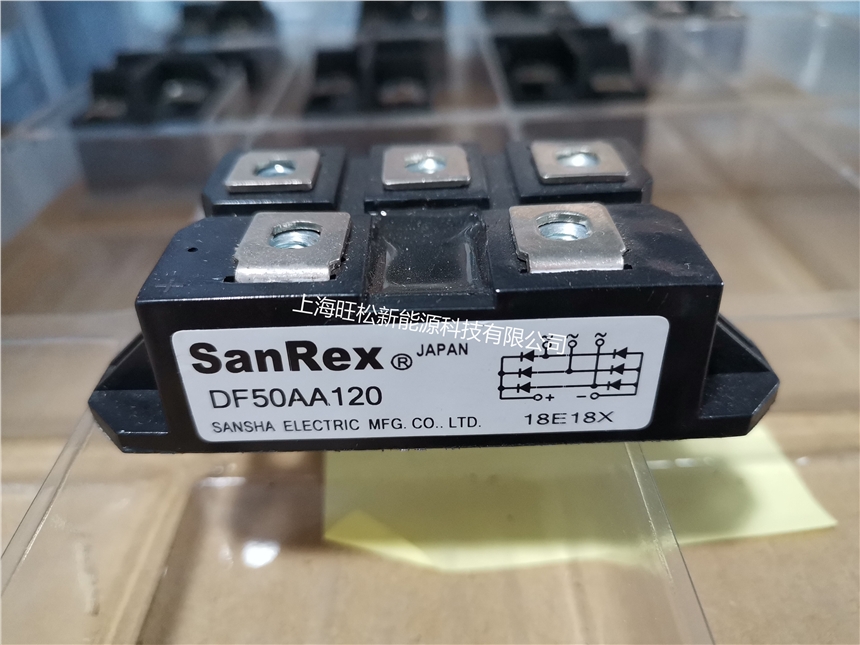 上海旺松新能源科技有限公司
SanRex® JAPAN
DF50AA120
SANSHA ELECTRIC MFG. CO., LTD.
~ ~ ~
+ −
18E18X